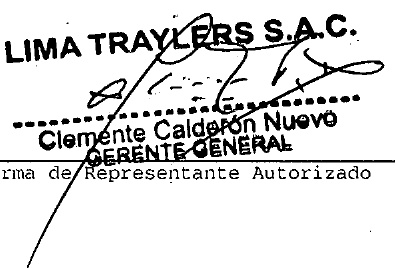 LIMA TRAYLERS S.A.C.
Clemente Calderón Nuevo
GERENTE GENERAL
rma de Representante Autorizado